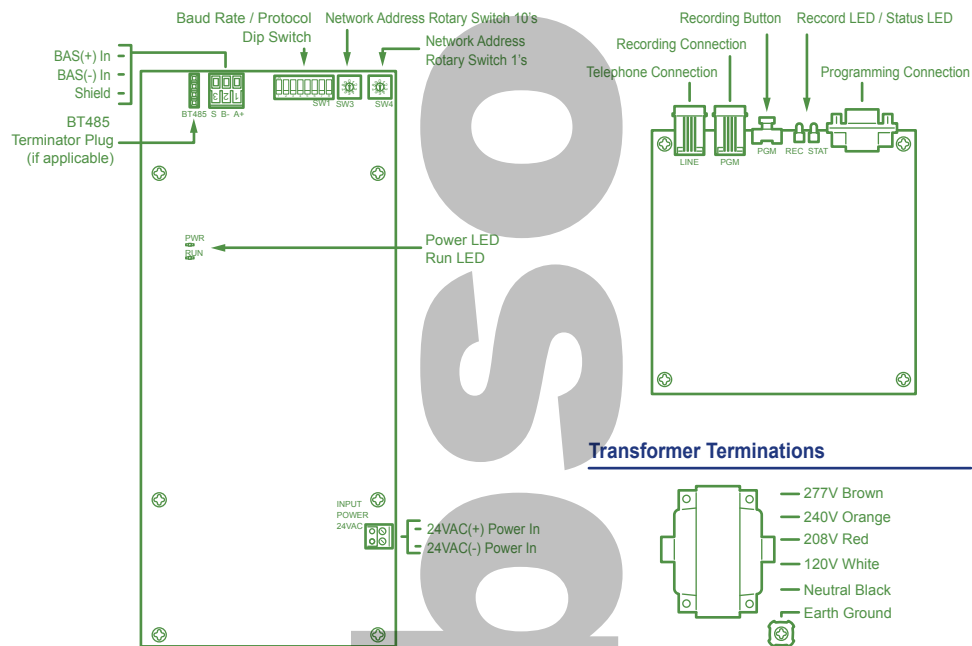 Baud Rate / Protocol
Dip Switch
Network Address Rotary Switch 10's
Network Address
Rotary Switch 1's
BAS(+) In
BAS(-) In
Shield
BT485
Terminator Plug
(if applicable)
BT485
S B- A+
3 2 1
SW1
SW3
SW4
PWR
RUN
Power LED
Run LED
INPUT
POWER
24VAC
24VAC(+) Power In
24VAC(-) Power In
Recording Button
Reccord LED / Status LED
Recording Connection
Telephone Connection
Programming Connection
LINE
PGM
PGM
REC
STAT
Transformer Terminations
277V Brown
240V Orange
208V Red
120V White
Neutral Black
Earth Ground